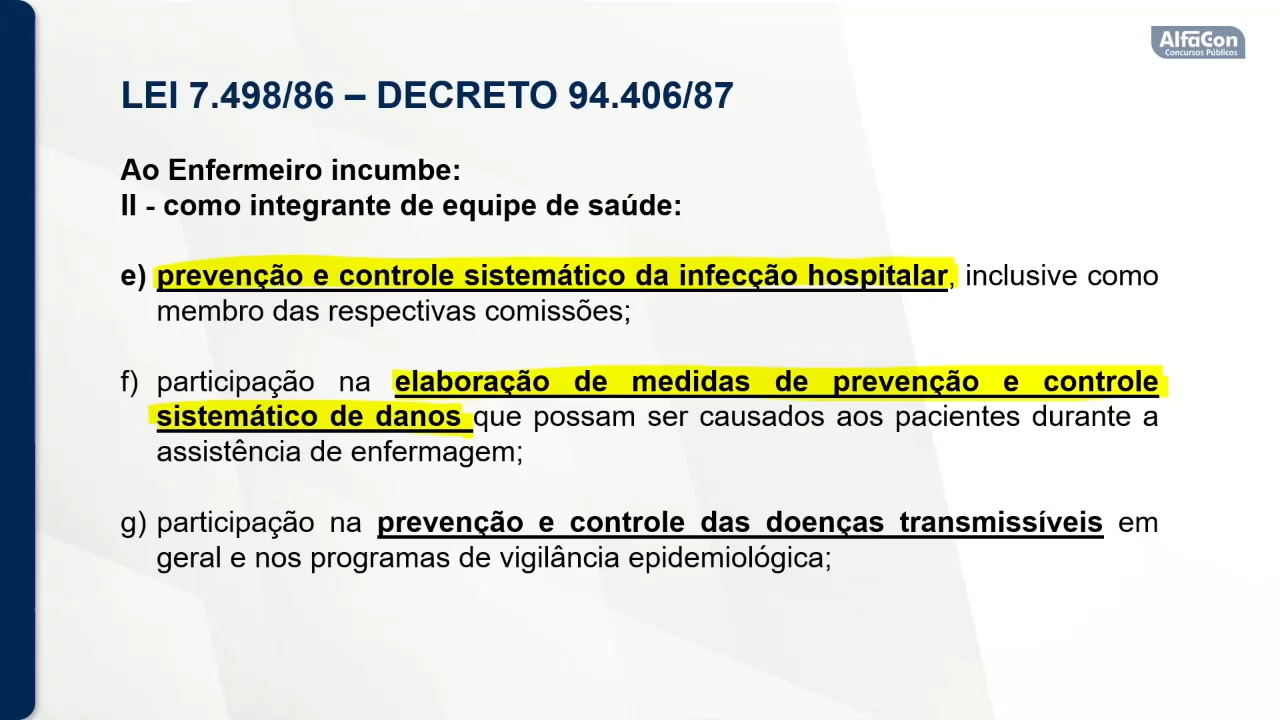 AlfaCon
Concursos Públicos
LEI 7.498/86 – DECRETO 94.406/87
Ao Enfermeiro incumbe:
II - como integrante de equipe de saúde:
e) prevenção e controle sistemático da infecção hospitalar, inclusive como
membro das respectivas comissões;
f) participação na elaboração de medidas de prevenção e controle
sistemático de danos que possam ser causados aos pacientes durante a
assistência de enfermagem;
g) participação na prevenção e controle das doenças transmissíveis em
geral e nos programas de vigilância epidemiológica;